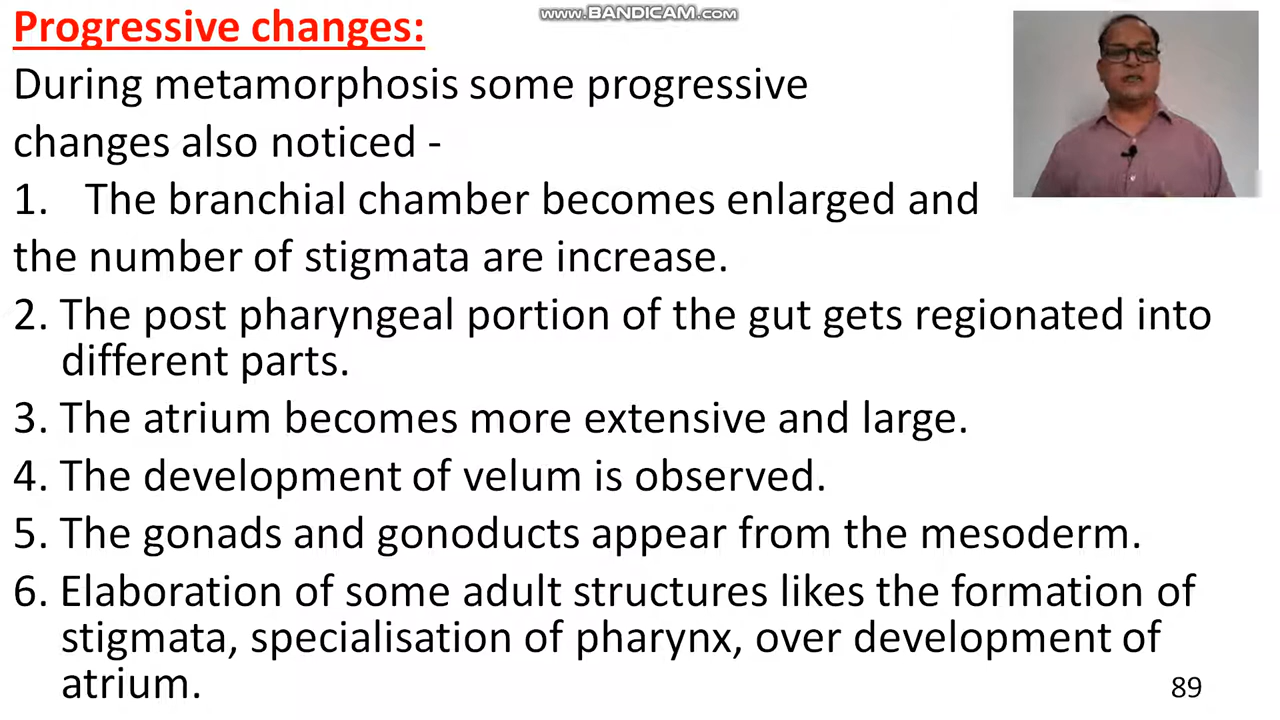 www.BANDICAM.com
Progressive changes:
During metamorphosis some progressive
changes also noticed -
1. The branchial chamber becomes enlarged and
the number of stigmata are increase.
2. The post pharyngeal portion of the gut gets regionated into
different parts.
3. The atrium becomes more extensive and large.
4. The development of velum is observed.
5. The gonads and gonoducts appear from the mesoderm.
6. Elaboration of some adult structures likes the formation of
stigmata, specialisation of pharynx, over development of
atrium.
89